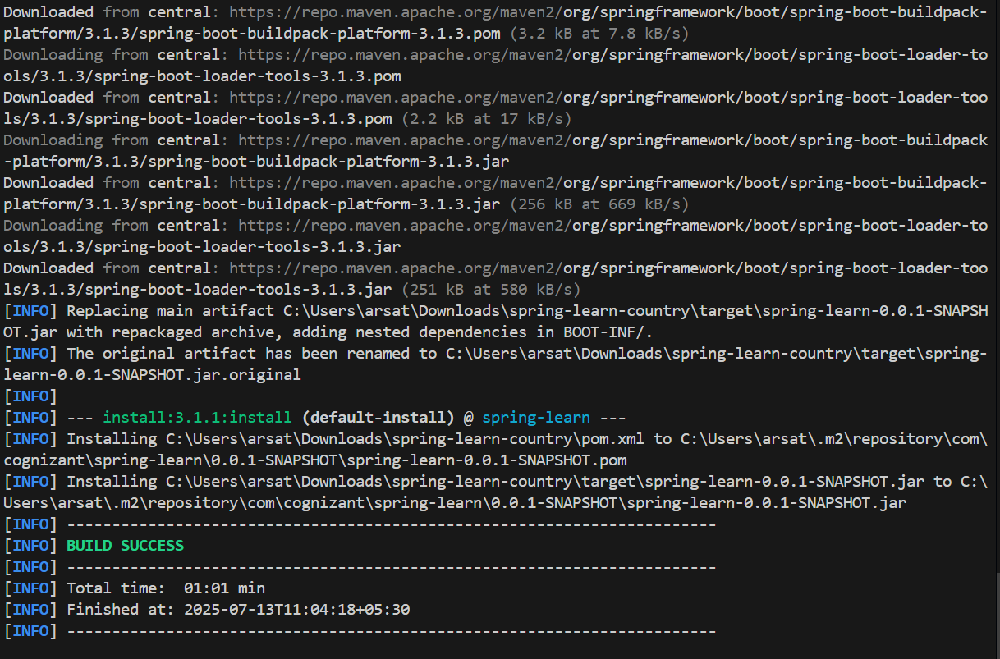 Downloaded from central: https://repo.maven.apache.org/maven2/org/springframework/boot/spring-boot-buildpack-
platform/3.1.3/spring-boot-buildpack-platform-3.1.3.pom (3.2 kB at 7.8 kB/s)
Downloading from central: https://repo.maven.apache.org/maven2/org/springframework/boot/spring-boot-loader-to
ols/3.1.3/spring-boot-loader-tools-3.1.3.pom
Downloaded from central: https://repo.maven.apache.org/maven2/org/springframework/boot/spring-boot-loader-too
ls/3.1.3/spring-boot-loader-tools-3.1.3.pom (2.2 kB at 17 kB/s)
Downloading from central: https://repo.maven.apache.org/maven2/org/springframework/boot/spring-boot-buildpack
-platform/3.1.3/spring-boot-buildpack-platform-3.1.3.jar
Downloaded from central: https://repo.maven.apache.org/maven2/org/springframework/boot/spring-boot-buildpack-
platform/3.1.3/spring-boot-buildpack-platform-3.1.3.jar (256 kB at 669 kB/s)
Downloading from central: https://repo.maven.apache.org/maven2/org/springframework/boot/spring-boot-loader-to
ols/3.1.3/spring-boot-loader-tools-3.1.3.jar
Downloaded from central: https://repo.maven.apache.org/maven2/org/springframework/boot/spring-boot-loader-too
ls/3.1.3/spring-boot-loader-tools-3.1.3.jar (251 kB at 580 kB/s)
[INFO] Replacing main artifact C:\Users\arsat\Downloads\spring-learn-country\target\spring-learn-0.0.1-SNAPSH
OT.jar with repackaged archive, adding nested dependencies in BOOT-INF/.
[INFO] The original artifact has been renamed to C:\Users\arsat\Downloads\spring-learn-country\target\spring-
learn-0.0.1-SNAPSHOT.jar.original
[INFO]
[INFO] --- install:3.1.1:install (default-install) @ spring-learn ---
[INFO] Installing C:\Users\arsat\Downloads\spring-learn-country\pom.xml to C:\Users\arsat\.m2\repository\com\
cognizant\spring-learn\0.0.1-SNAPSHOT\spring-learn-0.0.1-SNAPSHOT.pom
[INFO] Installing C:\Users\arsat\Downloads\spring-learn-country\target\spring-learn-0.0.1-SNAPSHOT.jar to C:\
Users\arsat\.m2\repository\com\cognizant\spring-learn\0.0.1-SNAPSHOT\spring-learn-0.0.1-SNAPSHOT.jar
[INFO] ------------------------------------------------------------------------
[INFO] BUILD SUCCESS
[INFO] ------------------------------------------------------------------------
[INFO] Total time:  01:01 min
[INFO] Finished at: 2025-07-13T11:04:18+05:30
[INFO] ------------------------------------------------------------------------